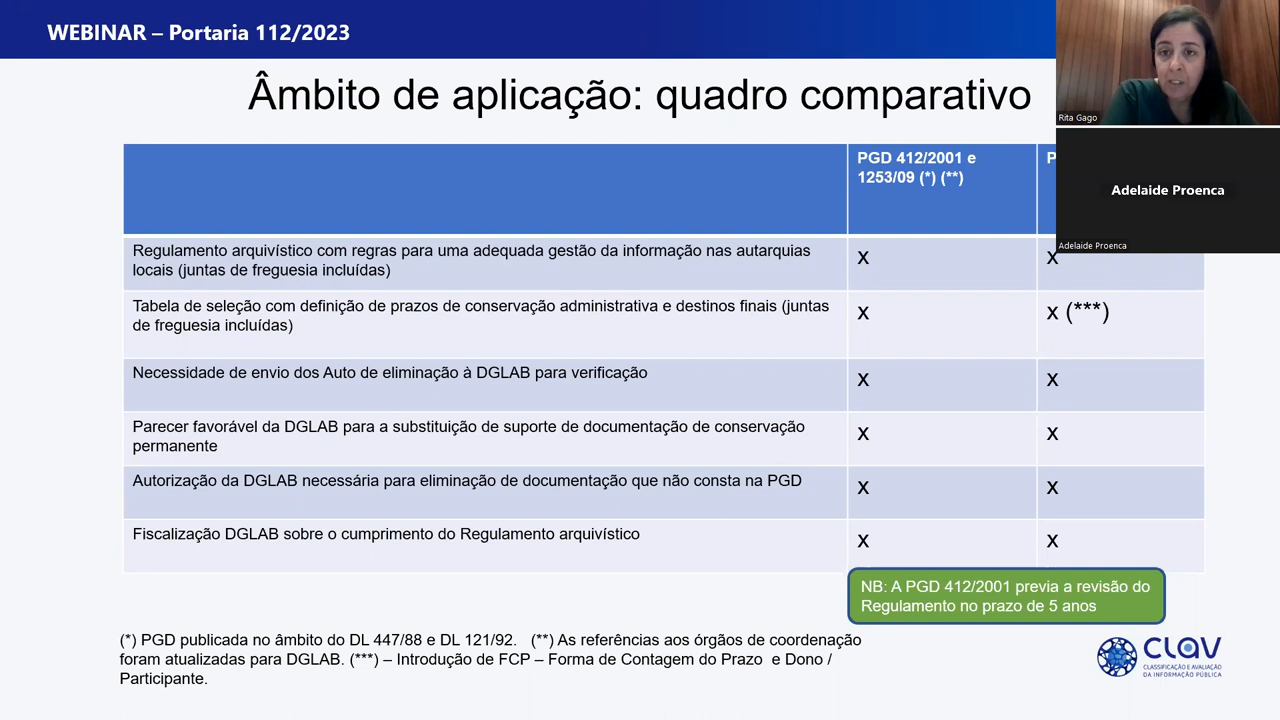 WEBINAR – Portaria 112/2023
Âmbito de aplicação: quadro comparativo
Rita Gago
Adelaide Proenca
Adelaide Proenca
PGD 412/2001 e
1253/09 (*) (**)
P
Regulamento arquivístico com regras para uma adequada gestão da informação nas autarquias
locais (juntas de freguesia incluídas)
x
x
Tabela de seleção com definição de prazos de conservação administrativa e destinos finais (juntas
de freguesia incluídas)
x
x (***)
Necessidade de envio dos Auto de eliminação à DGLAB para verificação
x
x
Parecer favorável da DGLAB para a substituição de suporte de documentação de conservação
permanente
x
x
Autorização da DGLAB necessária para eliminação de documentação que não consta na PGD
x
x
Fiscalização DGLAB sobre o cumprimento do Regulamento arquivístico
x
x
NB: A PGD 412/2001 previa a revisão do
Regulamento no prazo de 5 anos
(*) PGD publicada no âmbito do DL 447/88 e DL 121/92. (**) As referências aos órgãos de coordenação
foram atualizadas para DGLAB. (***) – Introdução de FCP – Forma de Contagem do Prazo e Dono /
Participante.
CLAV
CLASSIFICAÇÃO E AVALIAÇÃO
DA INFORMAÇÃO PÚBLICA